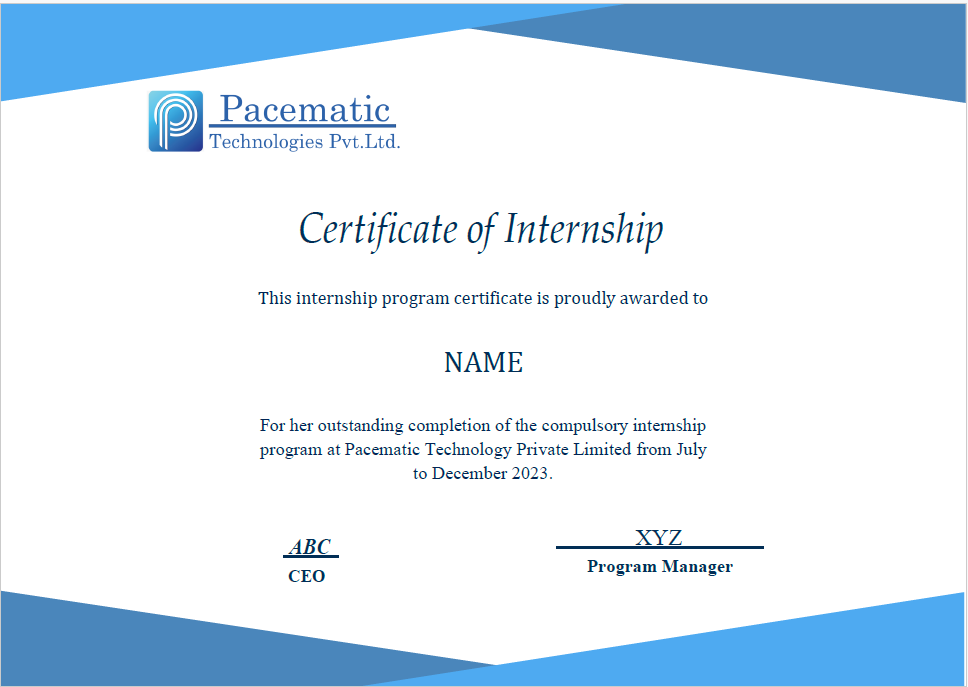 Pacematic
Technologies Pvt.Ltd.
Certificate of Internship
This internship program certificate is proudly awarded to
NAME
For her outstanding completion of the compulsory internship
program at Pacematic Technology Private Limited from July
to December 2023.
ABC
CEO
XYZ
Program Manager